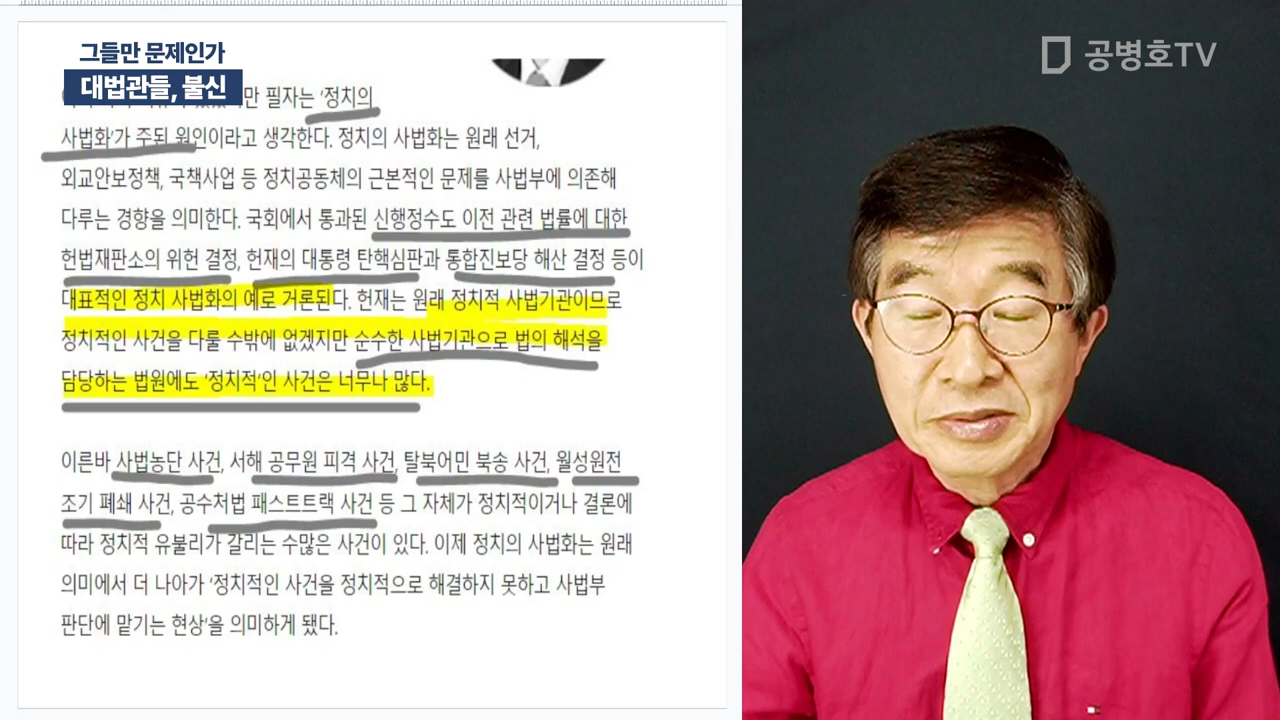 그들만 문제인가
대법관들, 불신
공병호TV
만 필자는 '정치의
사법화'가 주된 원인이라고 생각한다. 정치의 사법화는 원래 선거,
외교안보정책, 국책사업 등 정치공동체의 근본적인 문제를 사법부에 의존해
다루는 경향을 의미한다. 국회에서 통과된 신행정수도 이전 관련 법률에 대한
헌법재판소의 위헌 결정, 헌재의 대통령 탄핵심판과 통합진보당 해산 결정 등이
대표적인 정치 사법화의 예로 거론된다. 헌재는 원래 정치적 사법기관이므로
정치적인 사건을 다룰 수밖에 없겠지만 순수한 사법기관으로 법의 해석을
담당하는 법원에도 '정치적'인 사건은 너무나 많다.
이른바 사법농단 사건, 서해 공무원 피격 사건, 탈북어민 북송 사건, 월성원전
조기 폐쇄 사건, 공수처법 패스트트랙 사건 등 그 자체가 정치적이거나 결론에
따라 정치적 유불리가 갈리는 수많은 사건이 있다. 이제 정치의 사법화는 원래
의미에서 더 나아가 '정치적인 사건을 정치적으로 해결하지 못하고 사법부
판단에 맡기는 현상'을 의미하게 됐다.